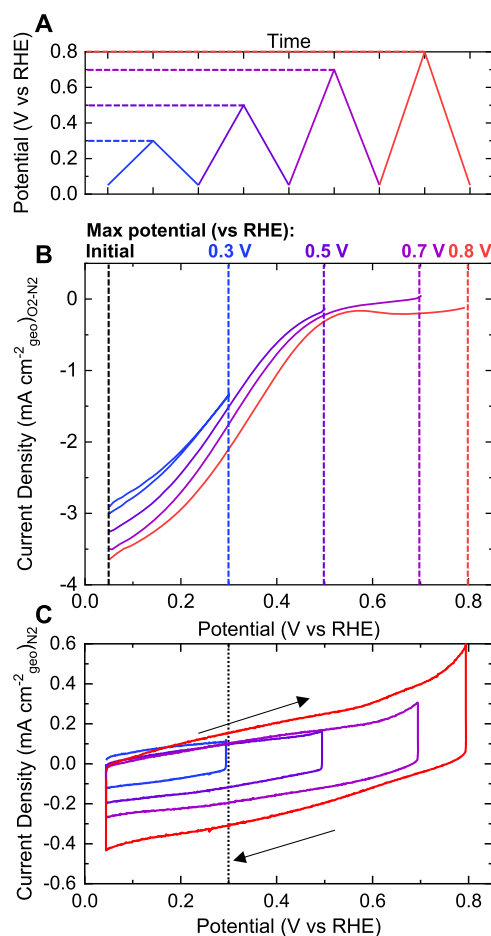 A
Time
Potential (V vs RHE)
0.8
0.6
0.4
0.2
0.0
Max potential (vs RHE):
B
Initial 0.3 V 0.5 V 0.7 V 0.8 V
Current Density (mA cm⁻²geo)O2-N2
0
-1
-2
-3
-4
0.0 0.2 0.4 0.6 0.8
Potential (V vs RHE)
C
Current Density (mA cm⁻²geo)N2
0.6
0.4
0.2
0.0
-0.2
-0.4
-0.6
0.0 0.2 0.4 0.6 0.8
Potential (V vs RHE)